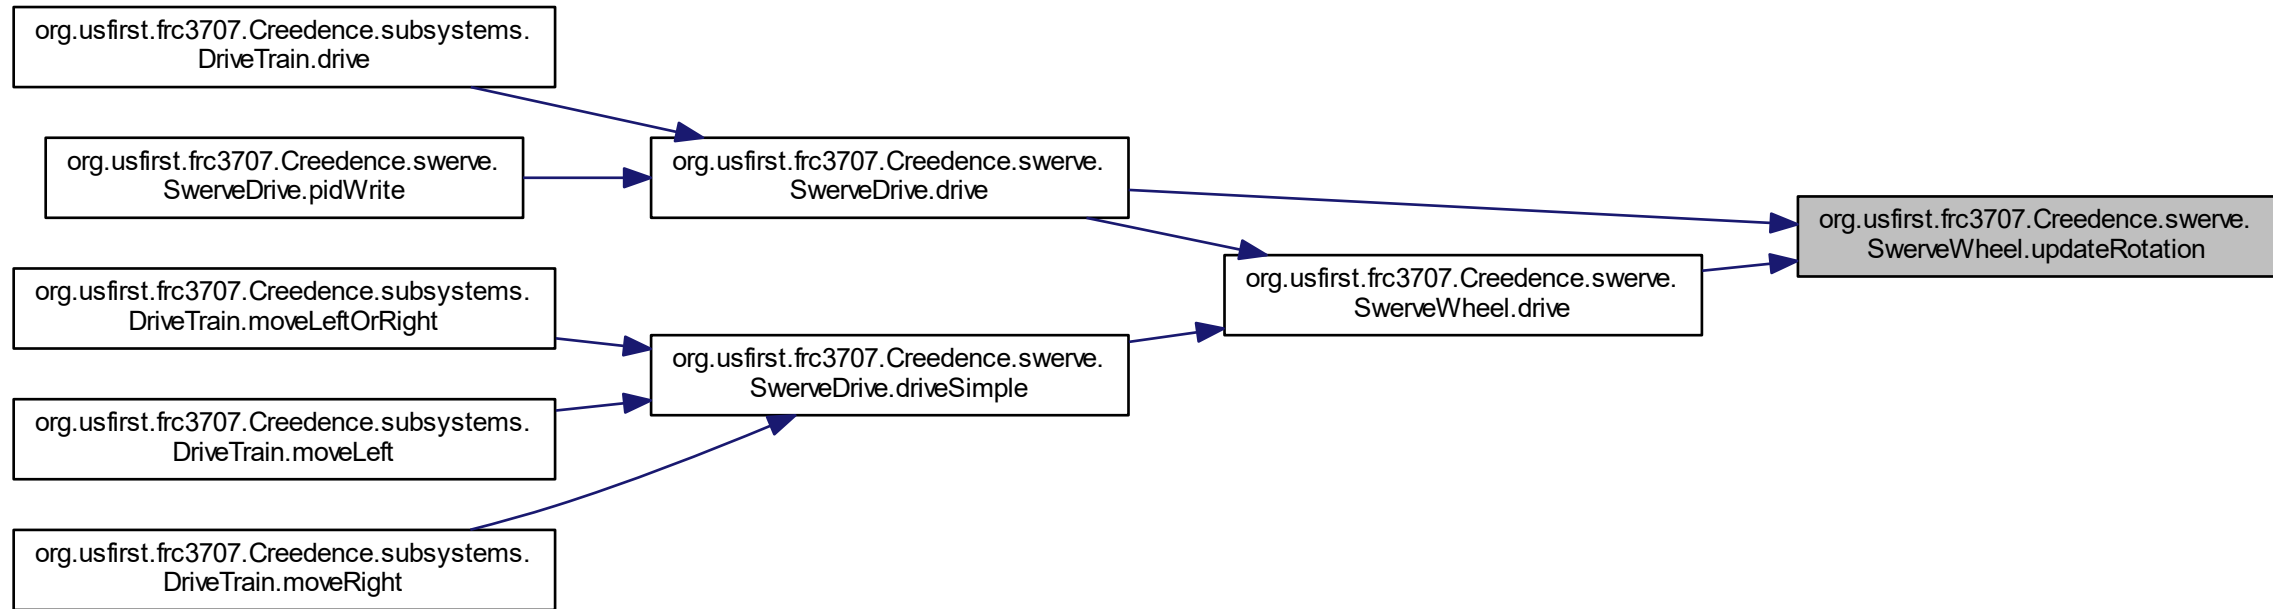 org.usfirst.frc3707.Creedence.subsystems.
DriveTrain.drive
org.usfirst.frc3707.Creedence.swerve.
SwerveDrive.pidWrite
org.usfirst.frc3707.Creedence.subsystems.
DriveTrain.moveLeftOrRight
org.usfirst.frc3707.Creedence.subsystems.
DriveTrain.moveLeft
org.usfirst.frc3707.Creedence.subsystems.
DriveTrain.moveRight
org.usfirst.frc3707.Creedence.swerve.
SwerveDrive.drive
org.usfirst.frc3707.Creedence.swerve.
SwerveDrive.driveSimple
org.usfirst.frc3707.Creedence.swerve.
SwerveWheel.drive
org.usfirst.frc3707.Creedence.swerve.
SwerveWheel.updateRotation